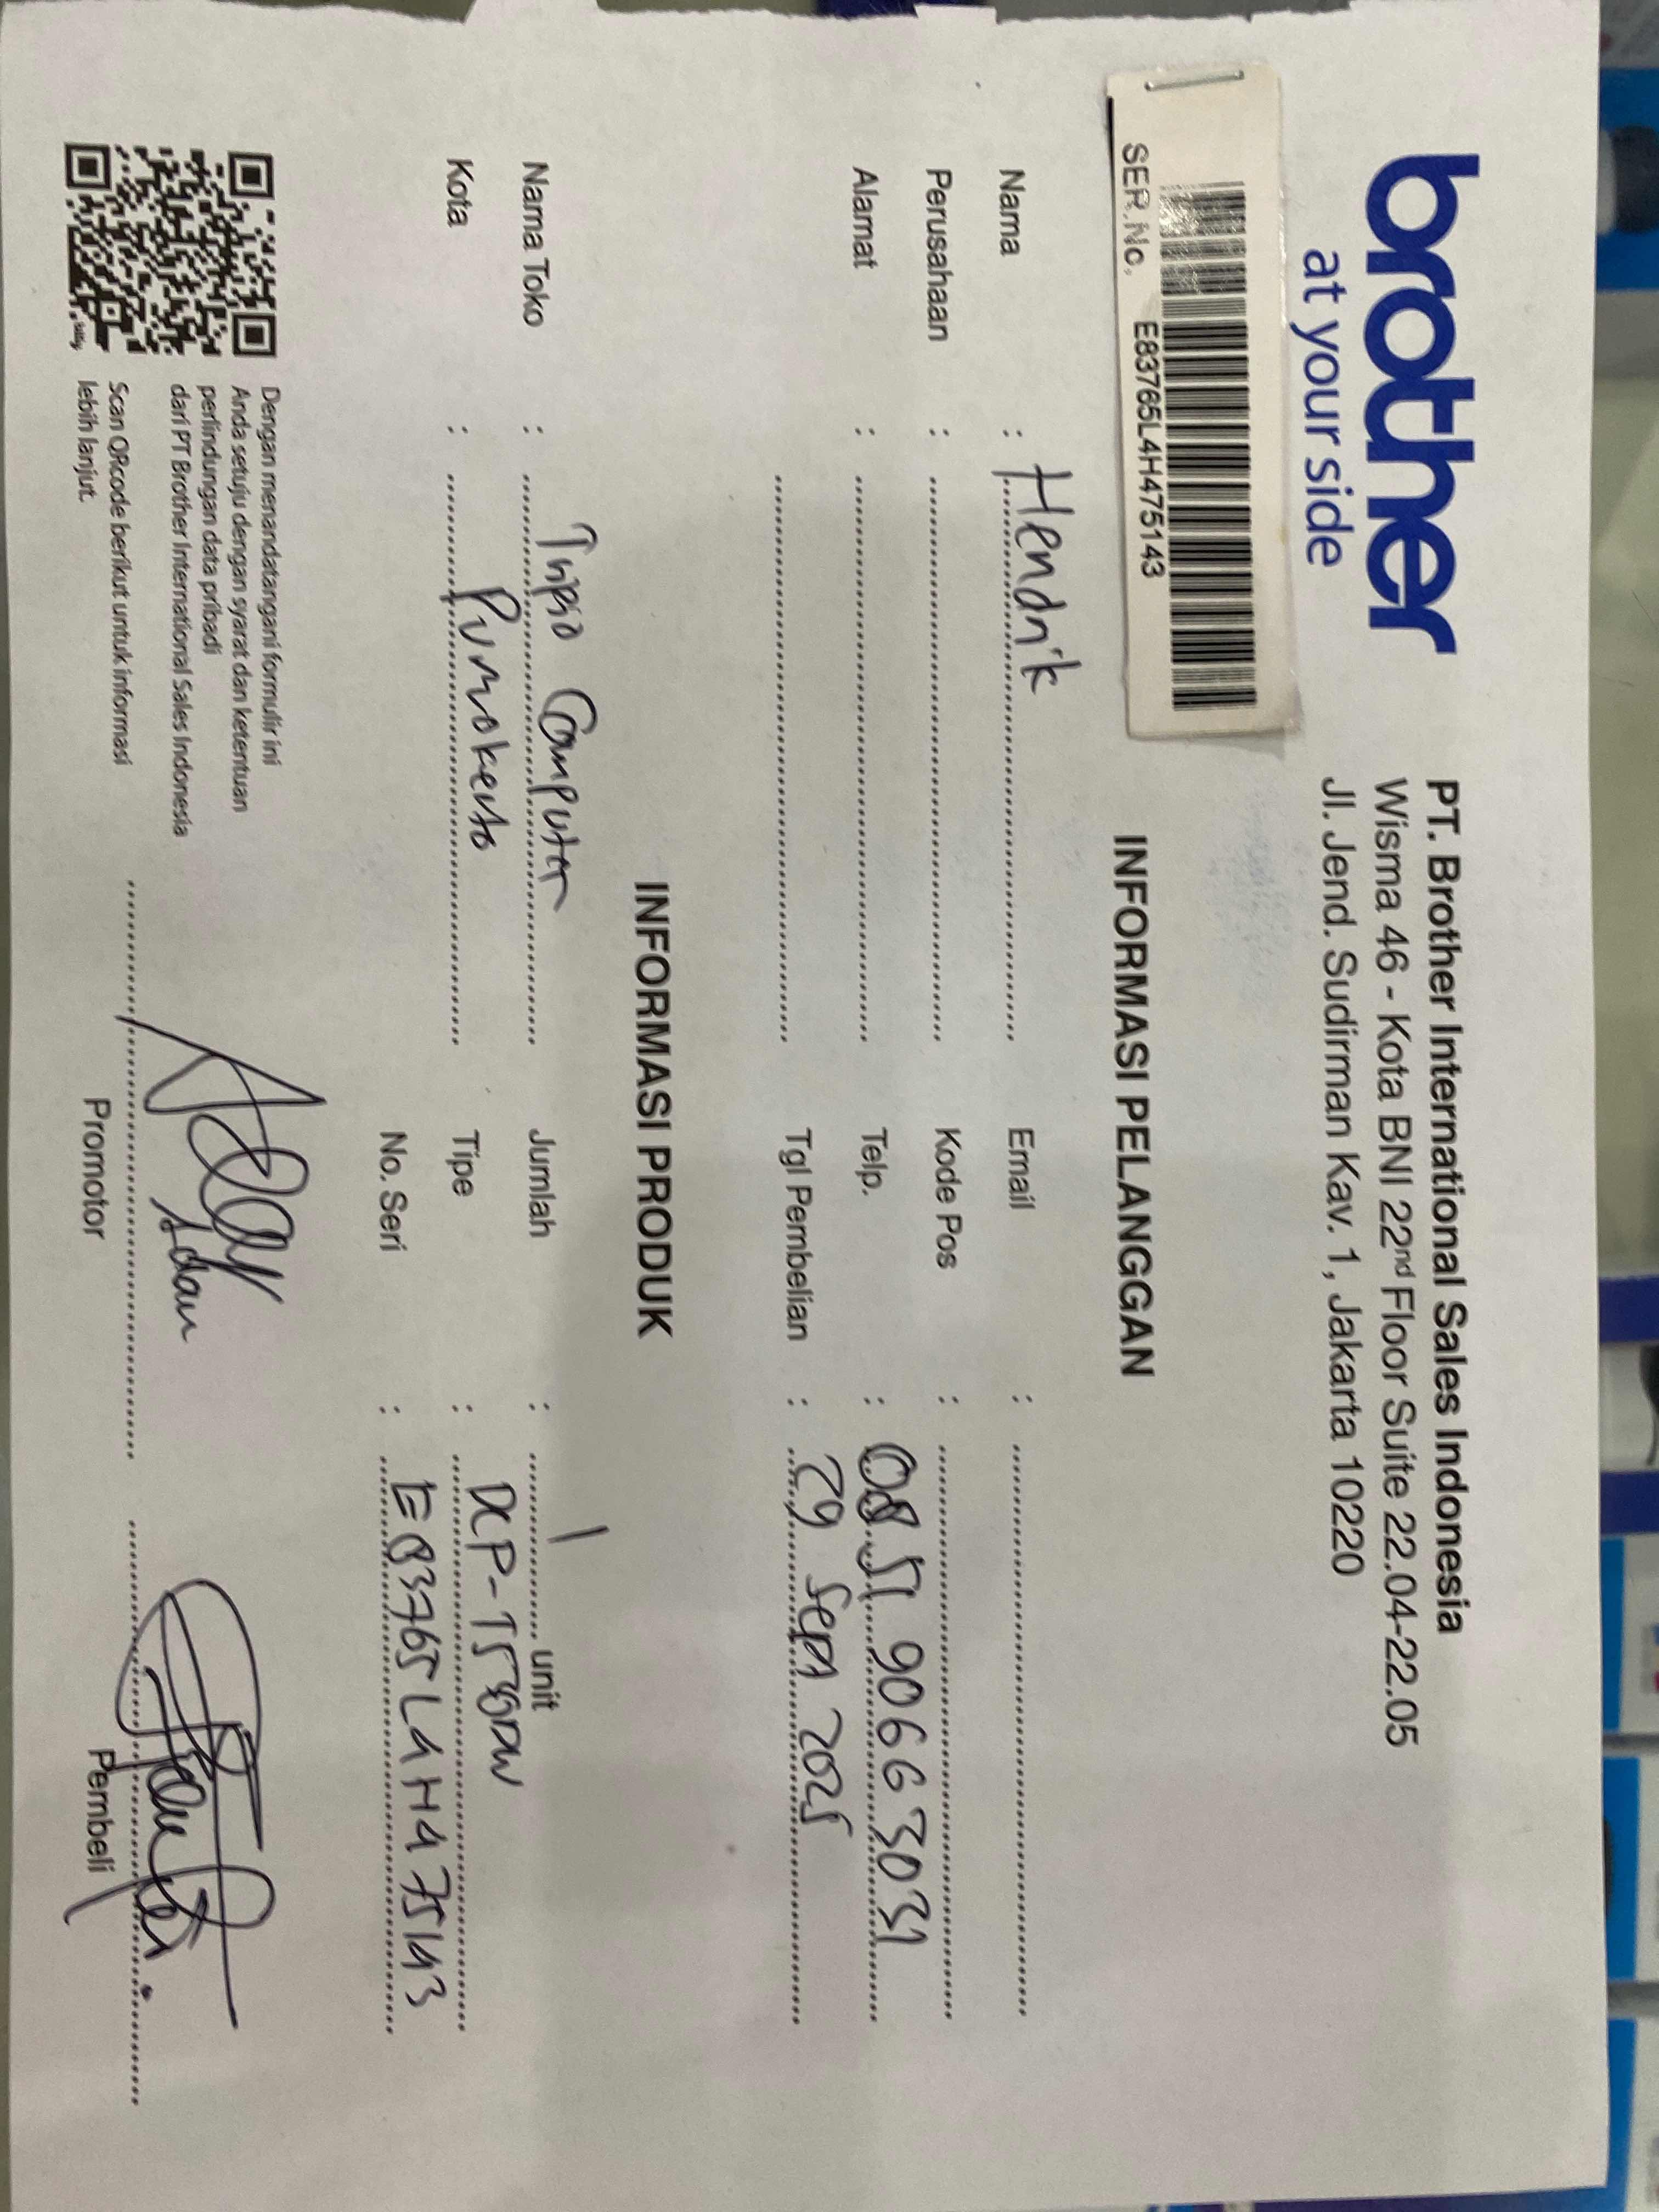 brother
at your side
PT. Brother International Sales Indonesia
Wisma 46 - Kota BNI 22nd Floor Suite 22.04-22.05
Jl. Jend. Sudirman Kav. 1, Jakarta 10220
SER.No. E83765L4H475143
INFORMASI PELANGGAN
Nama : Hendrik
Email :
Perusahaan :
Kode Pos :
Alamat :
Telp. : 0851 9066 3031
Tgl Pembelian : 29 Sept 2025
INFORMASI PRODUK
Nama Toko : Computer
Jumlah : 1 unit
Kota : Purwokerto
Tipe : DCP-T530DW
No. Seri : E83765L4H475143
Dengan menandatangani formulir ini
Anda setuju dengan syarat dan ketentuan
perlindungan data pribadi
dari PT Brother International Sales Indonesia
Scan QRcode berikut untuk informasi
lebih lanjut.
Promotor
Pembeli